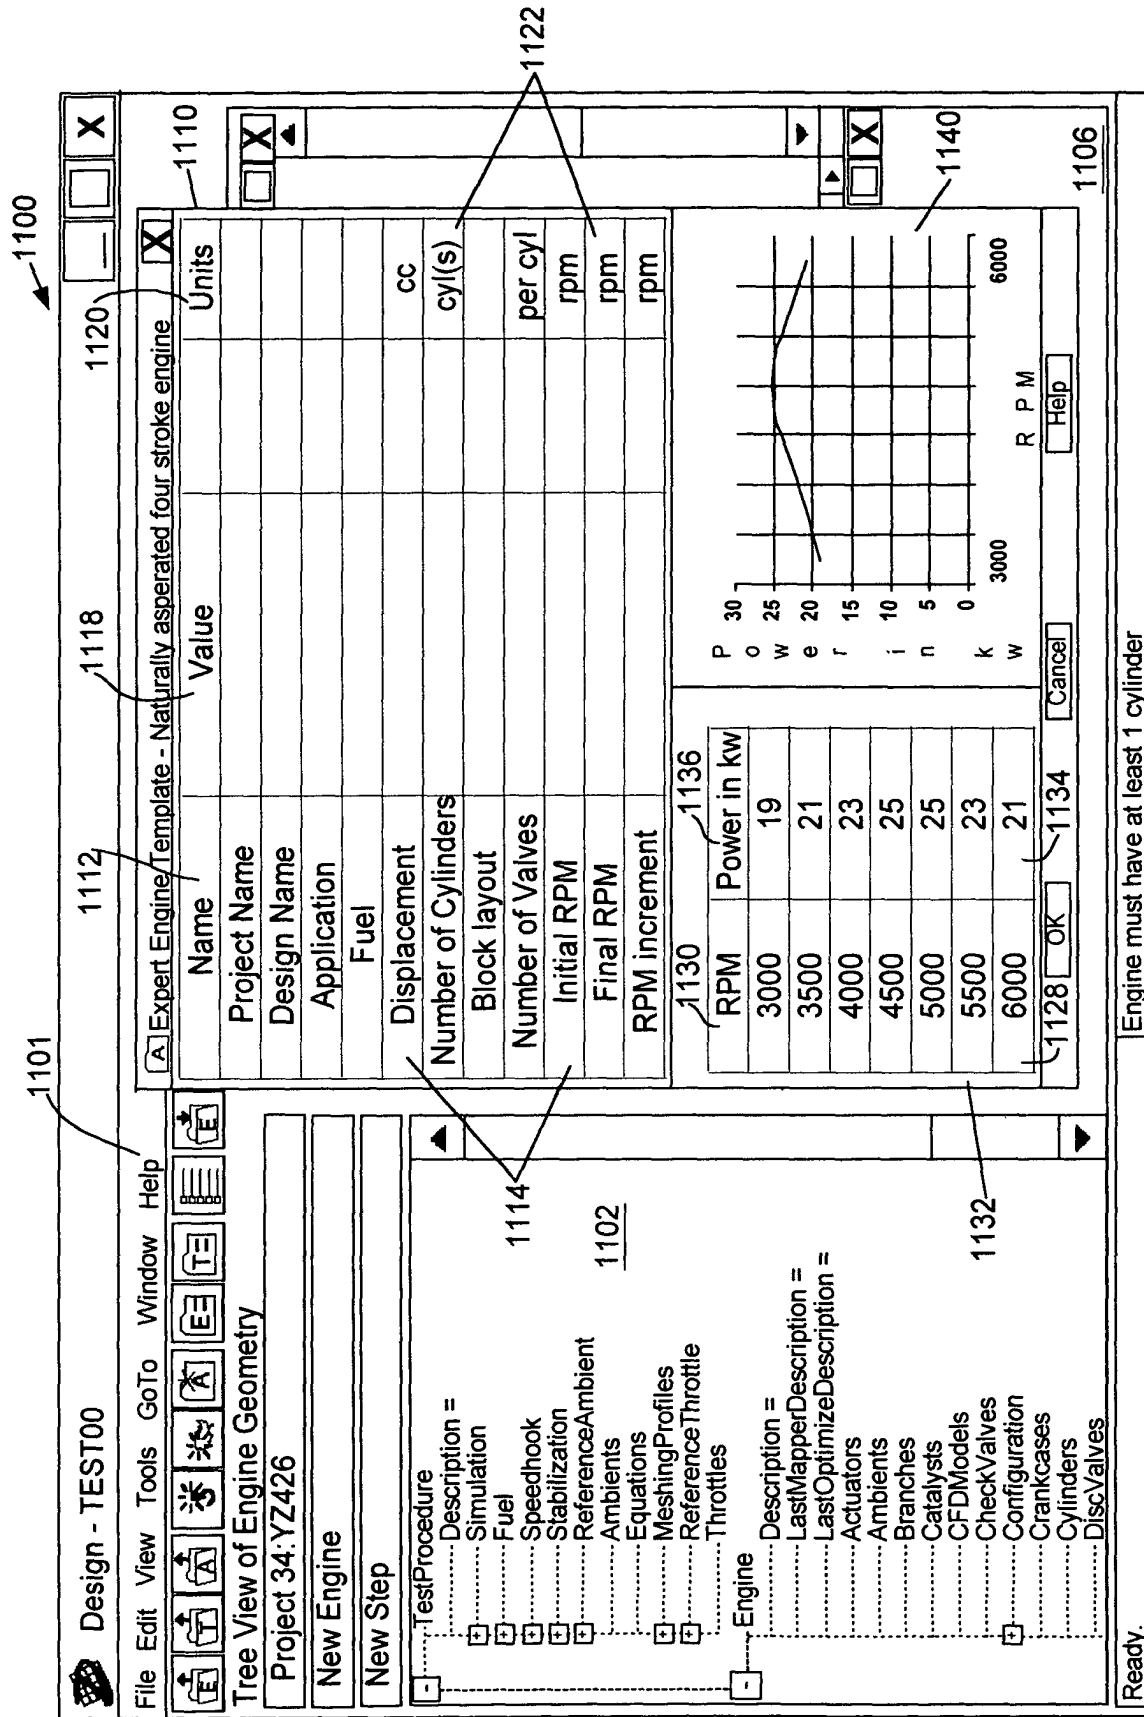 1100
Design - TEST00
X
1101
File Edit View Tools GoTo Window Help
E T A A E≡ T≡ E
Tree View of Engine Geometry
Project 34:YZ426
New Engine
New Step
TestProcedure
Description =
Simulation
Fuel
Speedhook
Stabilization
ReferenceAmbient
Ambients
Equations
MeshingProfiles
ReferenceThrottle
Throttles
Engine
Description =
LastMapperDescription =
LastOptimizeDescription =
Actuators
Ambients
Branches
Catalysts
CFDModels
CheckValves
Configuration
Crankcases
Cylinders
DiscValves
1102
1112
1118
1120
1110
A Expert Engine Template - Naturally asperated four stroke engine X
Name Value Units
Project Name
Design Name
Application
Fuel
Displacement cc
Number of Cylinders cyl(s)
Block layout
Number of Valves per cyl
Initial RPM rpm
Final RPM rpm
RPM increment rpm
1114
1122
1130
1136
RPM Power in kw
3000 19
3500 21
4000 23
4500 25
5000 25
5500 23
6000 21
1132
1128
1134
Power in kw
30
25
20
15
10
5
0
3000 6000
RPM
1140
OK Cancel Help
X
X
1106
Ready.
Engine must have at least 1 cylinder